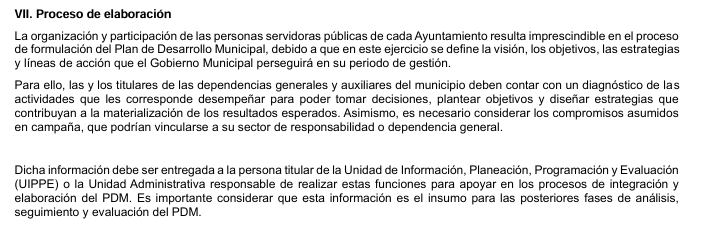 VII. Proceso de elaboración
La organización y participación de las personas servidoras públicas de cada Ayuntamiento resulta imprescindible en el proceso
de formulación del Plan de Desarrollo Municipal, debido a que en este ejercicio se define la visión, los objetivos, las estrategias
y líneas de acción que el Gobierno Municipal perseguirá en su periodo de gestión.
Para ello, las y los titulares de las dependencias generales y auxiliares del municipio deben contar con un diagnóstico de las
actividades que les corresponde desempeñar para poder tomar decisiones, plantear objetivos y diseñar estrategias que
contribuyan a la materialización de los resultados esperados. Asimismo, es necesario considerar los compromisos asumidos
en campaña, que podrían vincularse a su sector de responsabilidad o dependencia general.
Dicha información debe ser entregada a la persona titular de la Unidad de Información, Planeación, Programación y Evaluación
(UIPPE) o la Unidad Administrativa responsable de realizar estas funciones para apoyar en los procesos de integración y
elaboración del PDM. Es importante considerar que esta información es el insumo para las posteriores fases de análisis,
seguimiento y evaluación del PDM.